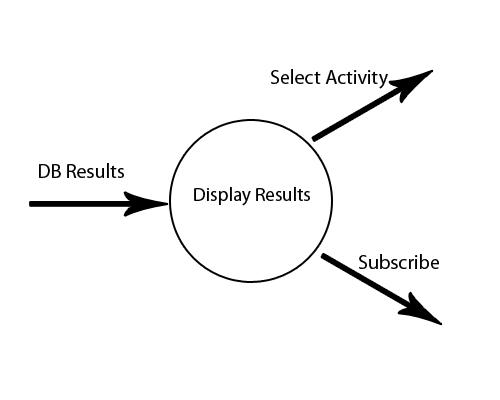 Select Activity
DB Results
Display Results
Subscribe